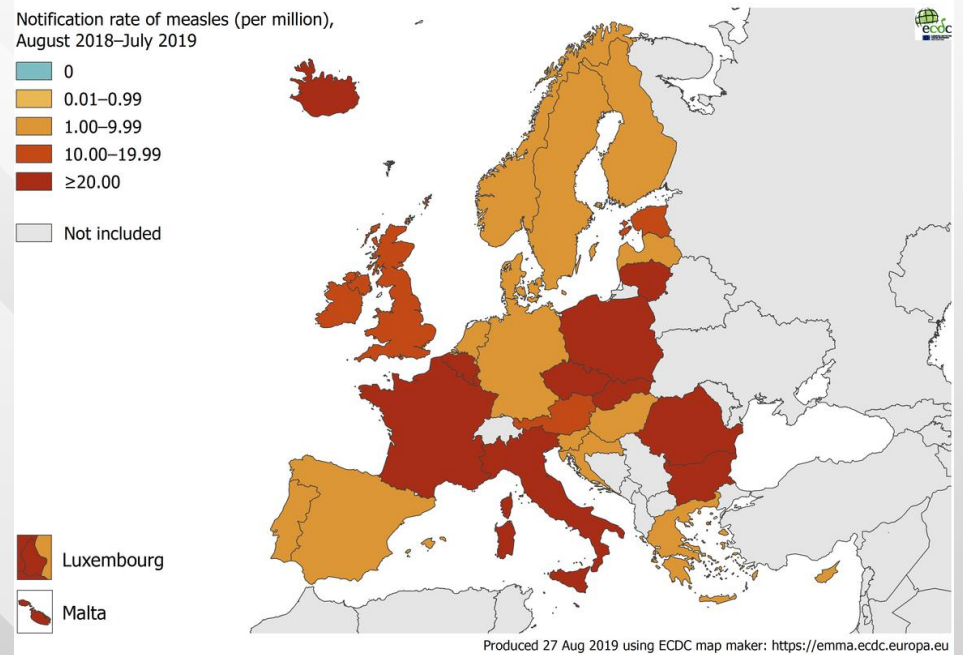 Notification rate of measles (per million),
August 2018–July 2019
0
0.01–0.99
1.00–9.99
10.00–19.99
≥20.00
Not included
ecdc
Luxembourg
Malta
Produced 27 Aug 2019 using ECDC map maker: https://emma.ecdc.europa.eu